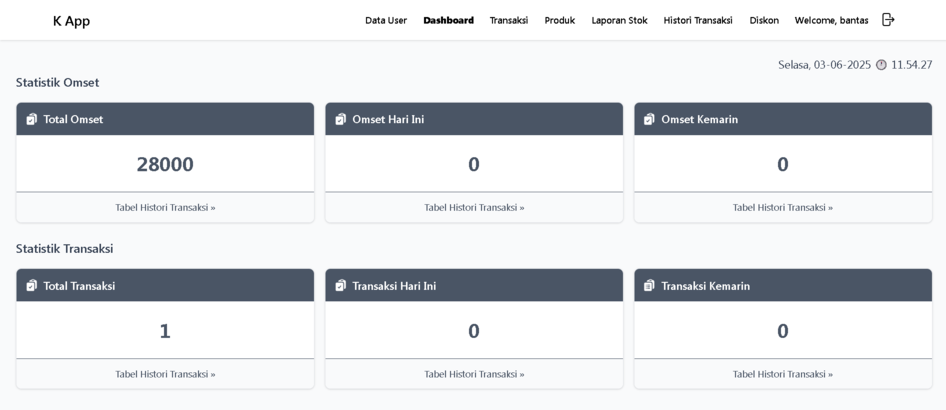 K App Data User Dashboard Transaksi Produk Laporan Stok Histori Transaksi Diskon Welcome, bantas
Selasa, 03-06-2025 11.54.27
Statistik Omset
Total Omset Omset Hari Ini Omset Kemarin
28000 0 0
Tabel Histori Transaksi » Tabel Histori Transaksi » Tabel Histori Transaksi »
Statistik Transaksi
Total Transaksi Transaksi Hari Ini Transaksi Kemarin
1 0 0
Tabel Histori Transaksi » Tabel Histori Transaksi » Tabel Histori Transaksi »